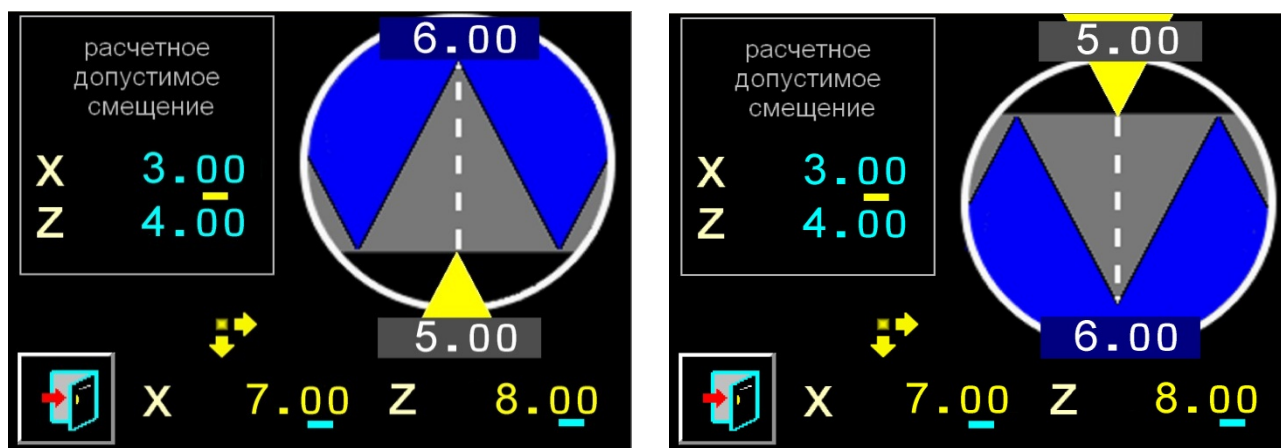 расчетное
допустимое
смещение
X 3.00
Z 4.00
6.00
5.00
X 7.00 Z 8.00
расчетное
допустимое
смещение
X 3.00
Z 4.00
5.00
6.00
X 7.00 Z 8.00